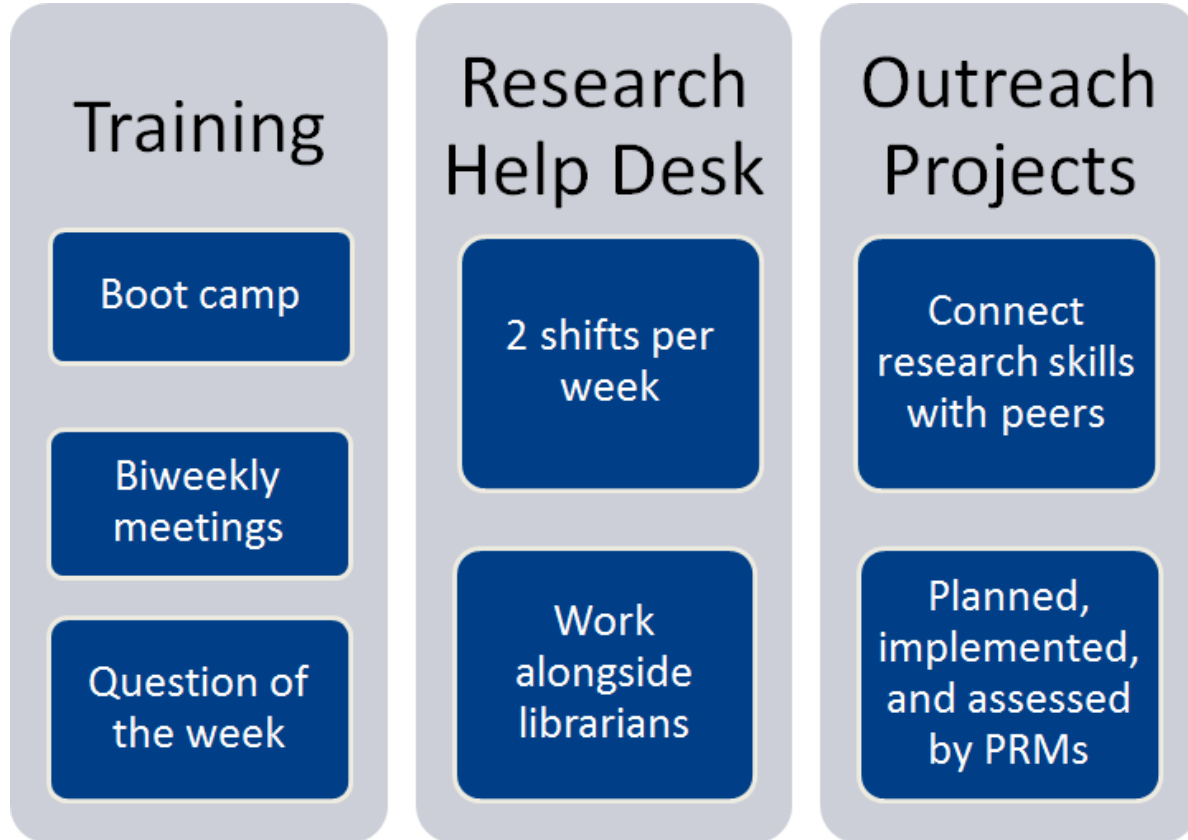 Training
Boot camp
Biweekly
meetings
Question of
the week
Research
Help Desk
2 shifts per
week
Work
alongside
librarians
Outreach
Projects
Connect
research skills
with peers
Planned,
implemented,
and assessed
by PRMs